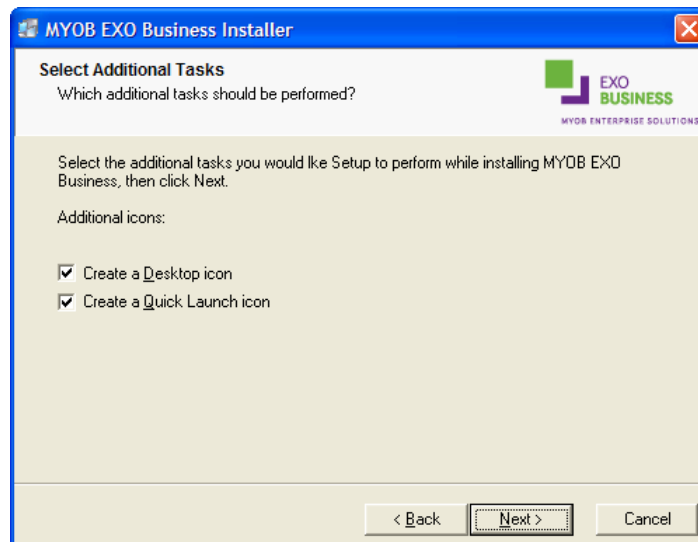 MYOB EXO Business Installer
Select Additional Tasks
Which additional tasks should be performed?
EXO
BUSINESS
MYOB ENTERPRISE SOLUTIONS
Select the additional tasks you would lke Setup to perform while installing MYOB EXO
Business, then click Next.
Additional icons:
Create a Desktop icon
Create a Quick Launch icon
< Back
Next >
Cancel